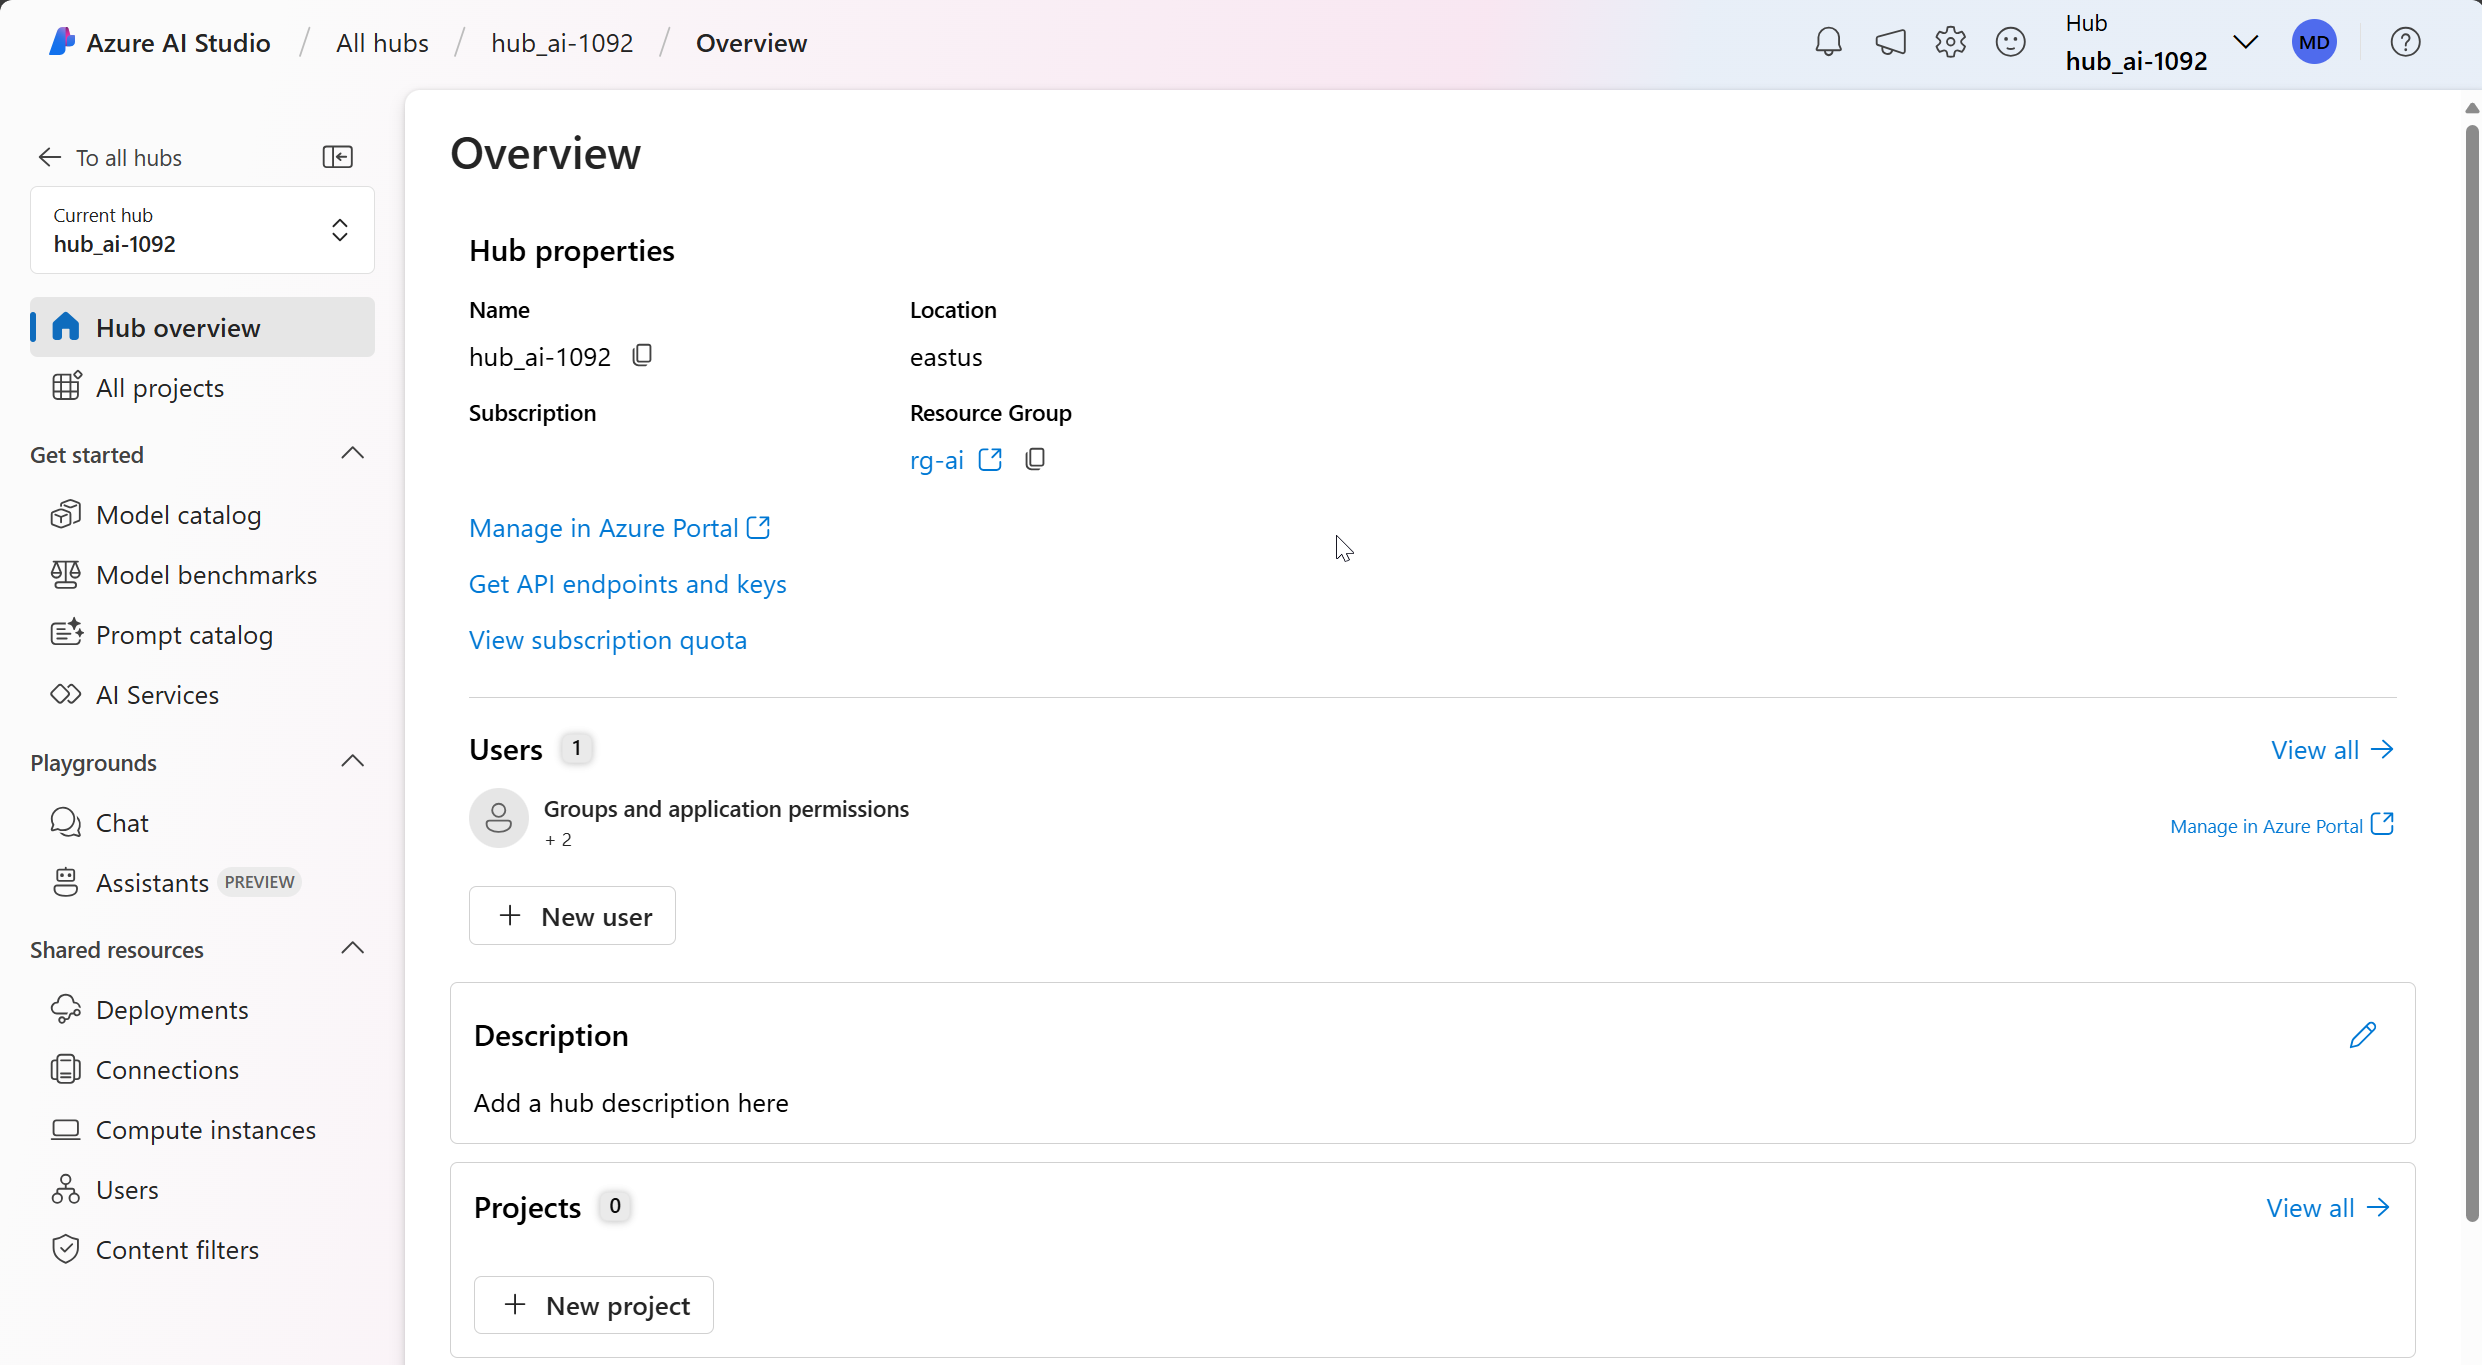 Azure AI Studio / All hubs / hub_ai-1092 / Overview
Hub
hub_ai-1092
MD
To all hubs
Current hub
hub_ai-1092
Hub overview
All projects
Get started
Model catalog
Model benchmarks
Prompt catalog
AI Services
Playgrounds
Chat
Assistants PREVIEW
Shared resources
Deployments
Connections
Compute instances
Users
Content filters
Overview
Hub properties
Name
hub_ai-1092
Location
eastus
Subscription
Resource Group
rg-ai
Manage in Azure Portal
Get API endpoints and keys
View subscription quota
Users 1
View all
Groups and application permissions
+ 2
Manage in Azure Portal
New user
Description
Add a hub description here
Projects 0
View all
New project